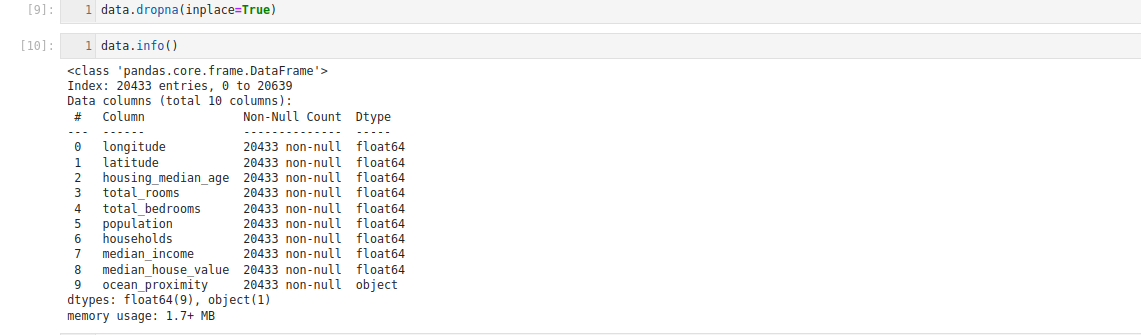 [9]: 1 data.dropna(inplace=True)
[10]: 1 data.info()
<class 'pandas.core.frame.DataFrame'>
Index: 20433 entries, 0 to 20639
Data columns (total 10 columns):
 #   Column              Non-Null Count  Dtype
---  ------              --------------  -----
 0   longitude           20433 non-null  float64
 1   latitude            20433 non-null  float64
 2   housing_median_age  20433 non-null  float64
 3   total_rooms         20433 non-null  float64
 4   total_bedrooms      20433 non-null  float64
 5   population          20433 non-null  float64
 6   households          20433 non-null  float64
 7   median_income       20433 non-null  float64
 8   median_house_value  20433 non-null  float64
 9   ocean_proximity     20433 non-null  object
dtypes: float64(9), object(1)
memory usage: 1.7+ MB